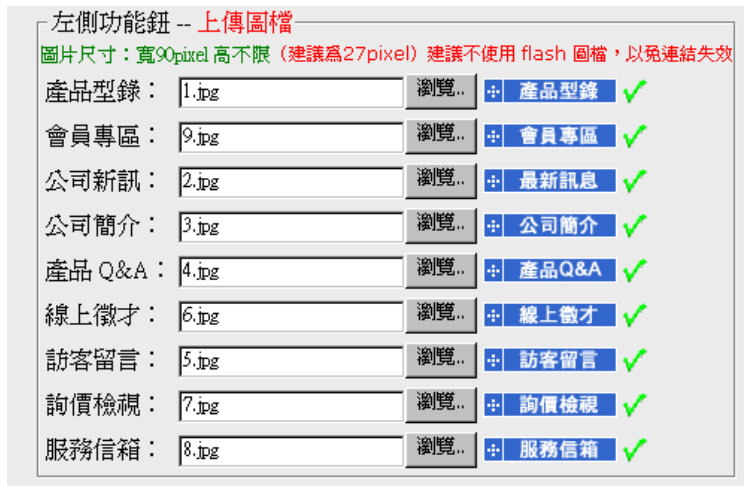 左側功能鈕 -- 上傳圖檔
圖片尺寸：寬90pixel 高不限（建議為27pixel）建議不使用 flash 圖檔，以免連結失效
產品型錄： 1.jpg 瀏覽.. 產品型錄
會員專區： 9.jpg 瀏覽.. 會員專區
公司新訊： 2.jpg 瀏覽.. 最新訊息
公司簡介： 3.jpg 瀏覽.. 公司簡介
產品 Q&A： 4.jpg 瀏覽.. 產品Q&A
線上徵才： 6.jpg 瀏覽.. 線上徵才
訪客留言： 5.jpg 瀏覽.. 訪客留言
詢價檢視： 7.jpg 瀏覽.. 詢價檢視
服務信箱： 8.jpg 瀏覽.. 服務信箱